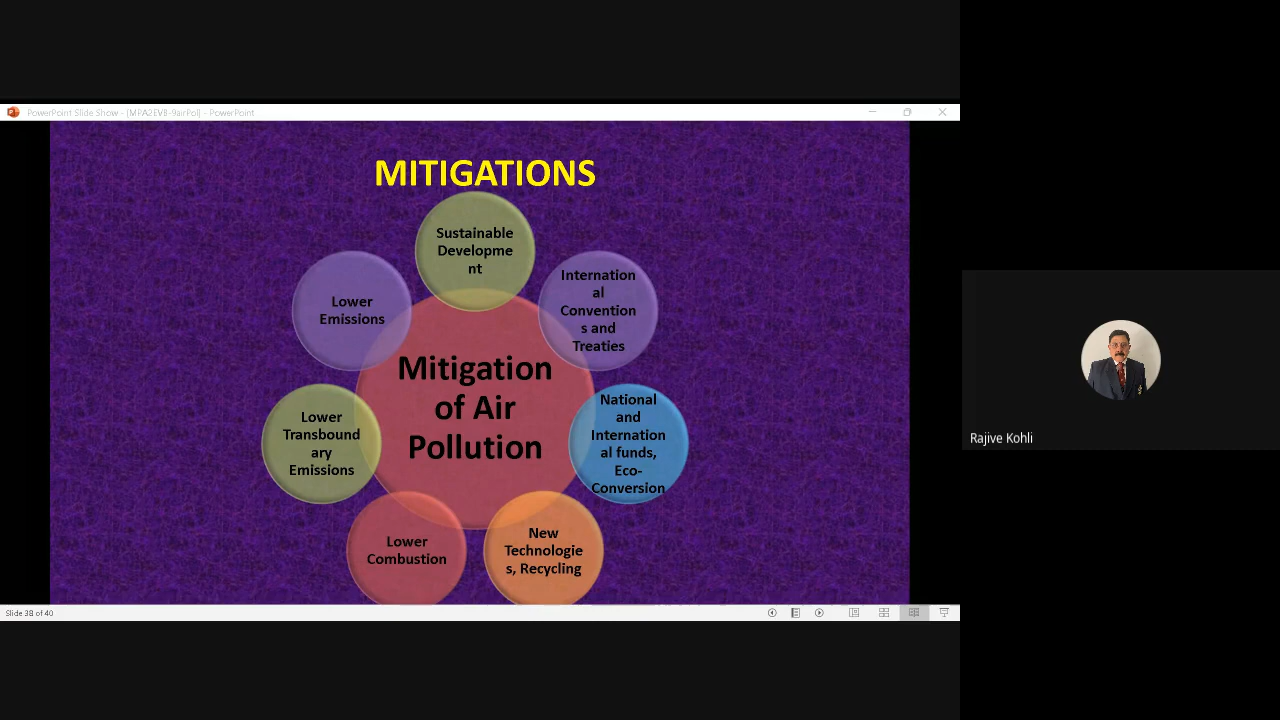 PowerPoint Slide Show - [MPA2EV8-9airPol] - PowerPoint
MITIGATIONS
Sustainable
Developme
nt
Internation
al
Convention
s and
Treaties
National
and
Internation
al funds,
Eco-
Conversion
New
Technologie
s, Recycling
Lower
Combustion
Lower
Transbound
ary
Emissions
Lower
Emissions
Mitigation
of Air
Pollution
Slide 38 of 40
Rajive Kohli